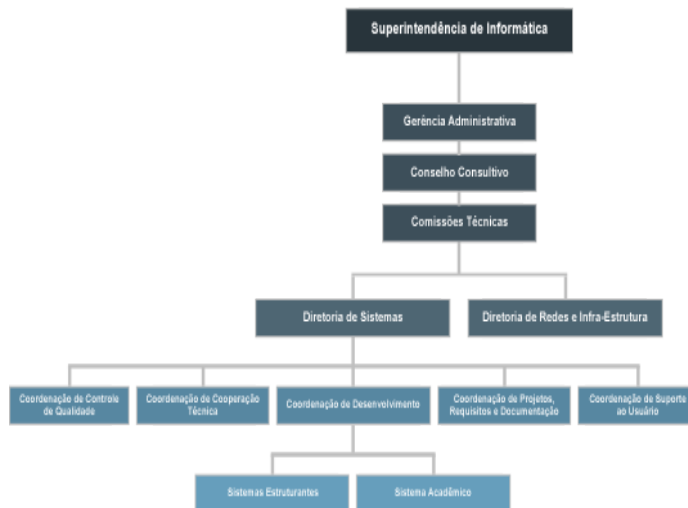 Superintendência de Informática
Gerência Administrativa
Conselho Consultivo
Comissões Técnicas
Diretoria de Sistemas
Diretoria de Redes e Infra-Estrutura
Coordenação de Controle
de Qualidade
Coordenação de Cooperação
Técnica
Coordenação de Desenvolvimento
Coordenação de Projetos,
Requisitos e Documentação
Coordenação de Suporte
ao Usuário
Sistemas Estruturantes
Sistema Acadêmico